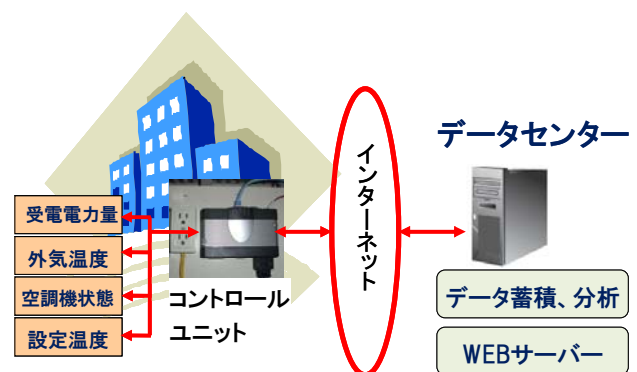 受電電力量
外気温度
空調機状態
設定温度
コントロール
ユニット
インターネット
データセンター
データ蓄積、分析
WEBサーバー